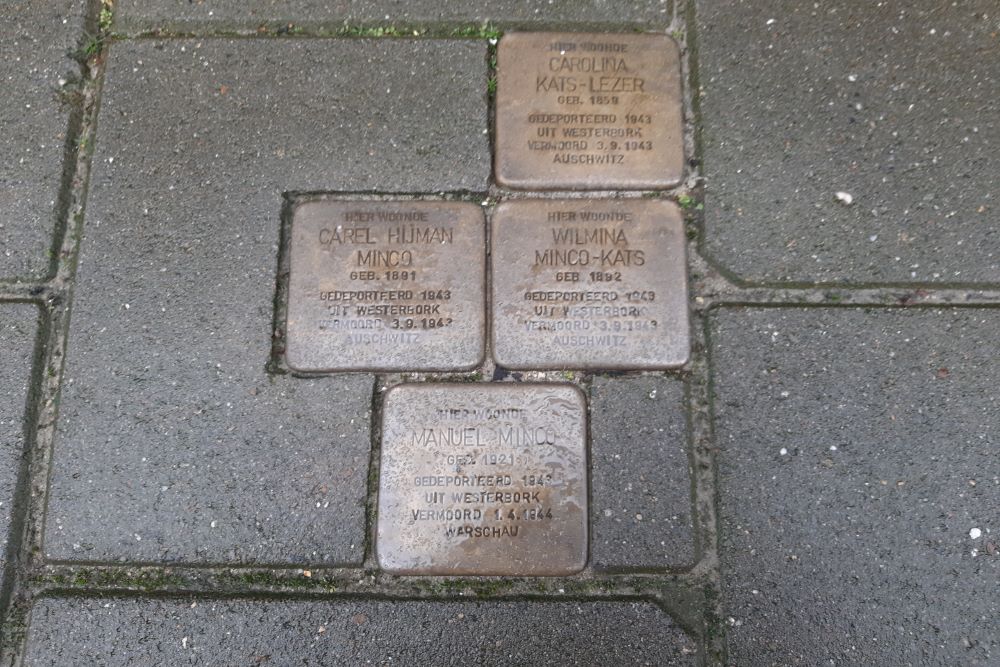 HIER WOONDE
CAROLINA
KATS-LEZER
GEB. 1859
GEDEPORTEERD 1943
UIT WESTERBORK
VERMOORD 3.9.1943
AUSCHWITZ
HIER WOONDE
CAREL HIJMAN
MINCO
GEB. 1891
GEDEPORTEERD 1943
UIT WESTERBORK
VERMOORD 3.9.1943
AUSCHWITZ
HIER WOONDE
WILMINA
MINCO-KATS
GEB. 1892
GEDEPORTEERD 1943
UIT WESTERBORK
VERMOORD 3.9.1943
AUSCHWITZ
HIER WOONDE
MANUEL MINCO
GEB. 1921
GEDEPORTEERD 1943
UIT WESTERBORK
VERMOORD 1.4.1944
WARSCHAU